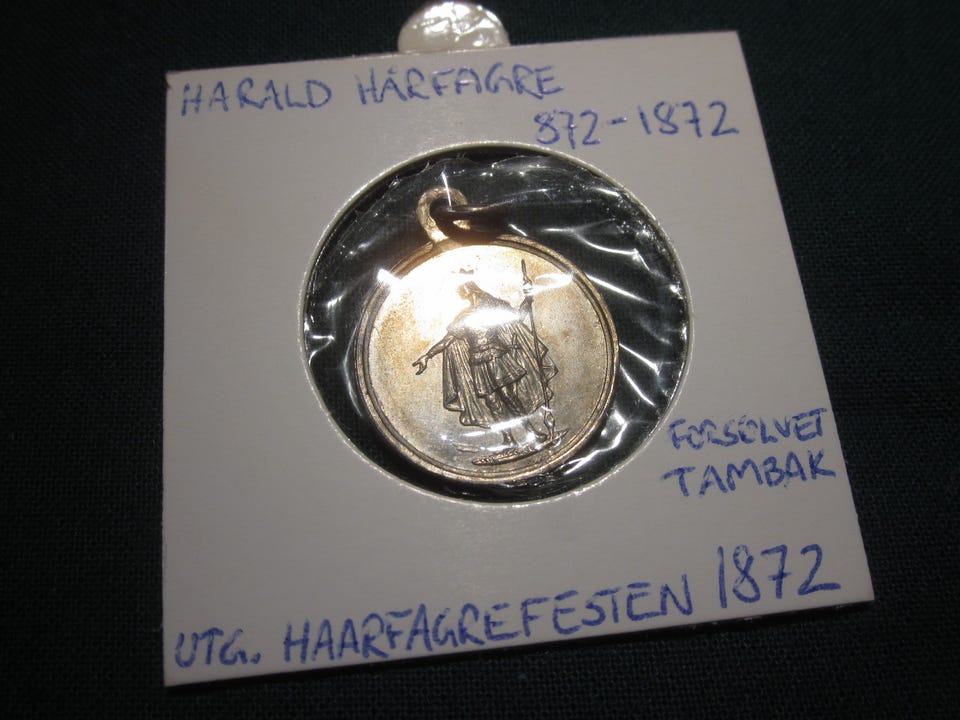 HARALD HÅRFAGRE
872-1872
FORSØLVET
TAMBAK
UTG. HAARFAGREFESTEN 1872